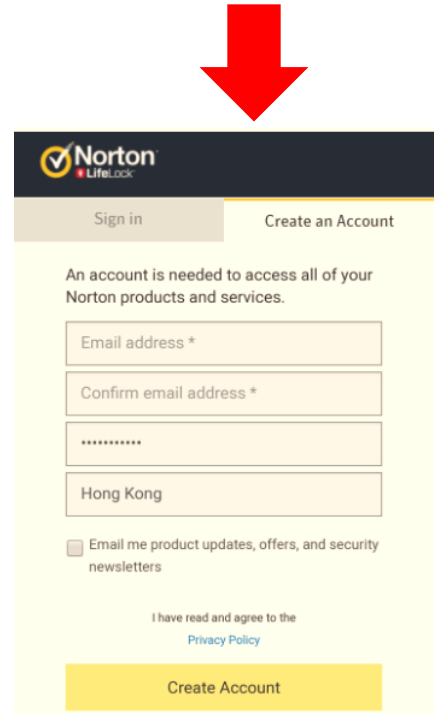 Norton
LifeLock
Sign in
Create an Account
An account is needed to access all of your
Norton products and services.
Email address *
Confirm email address *
•••••••••••
Hong Kong
Email me product updates, offers, and security
newsletters
I have read and agree to the
Privacy Policy
Create Account